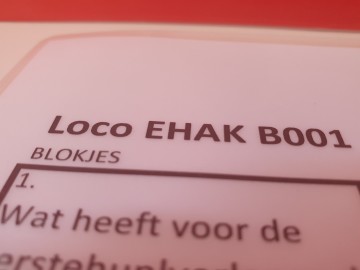 Loco EHAK B001
BLOKJES
1.
Wat heeft voor de